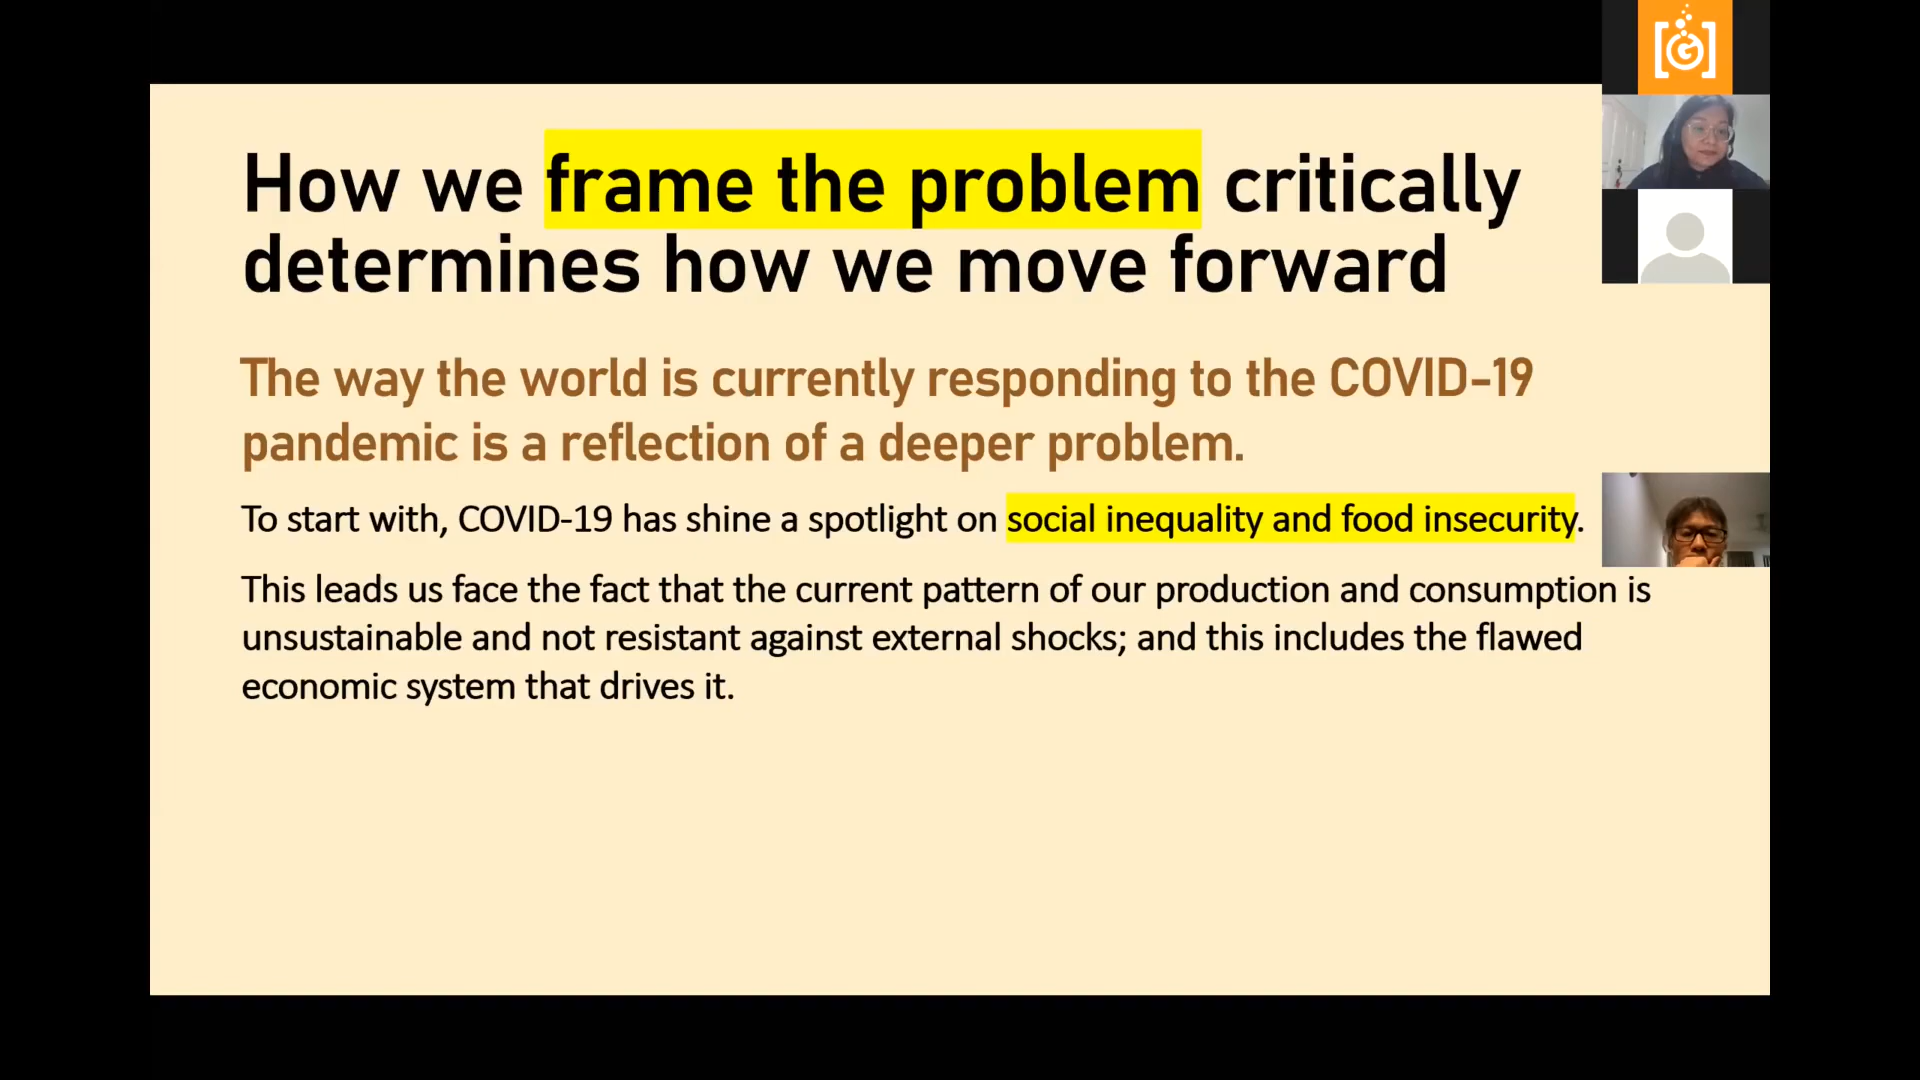 How we frame the problem critically
determines how we move forward
The way the world is currently responding to the COVID-19
pandemic is a reflection of a deeper problem.
To start with, COVID-19 has shine a spotlight on social inequality and food insecurity.
This leads us face the fact that the current pattern of our production and consumption is
unsustainable and not resistant against external shocks; and this includes the flawed
economic system that drives it.
[G]